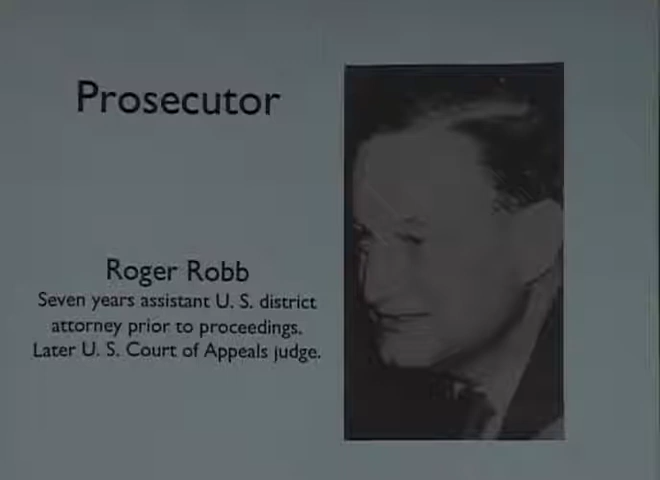 Prosecutor
Roger Robb
Seven years assistant U. S. district
attorney prior to proceedings.
Later U. S. Court of Appeals judge.